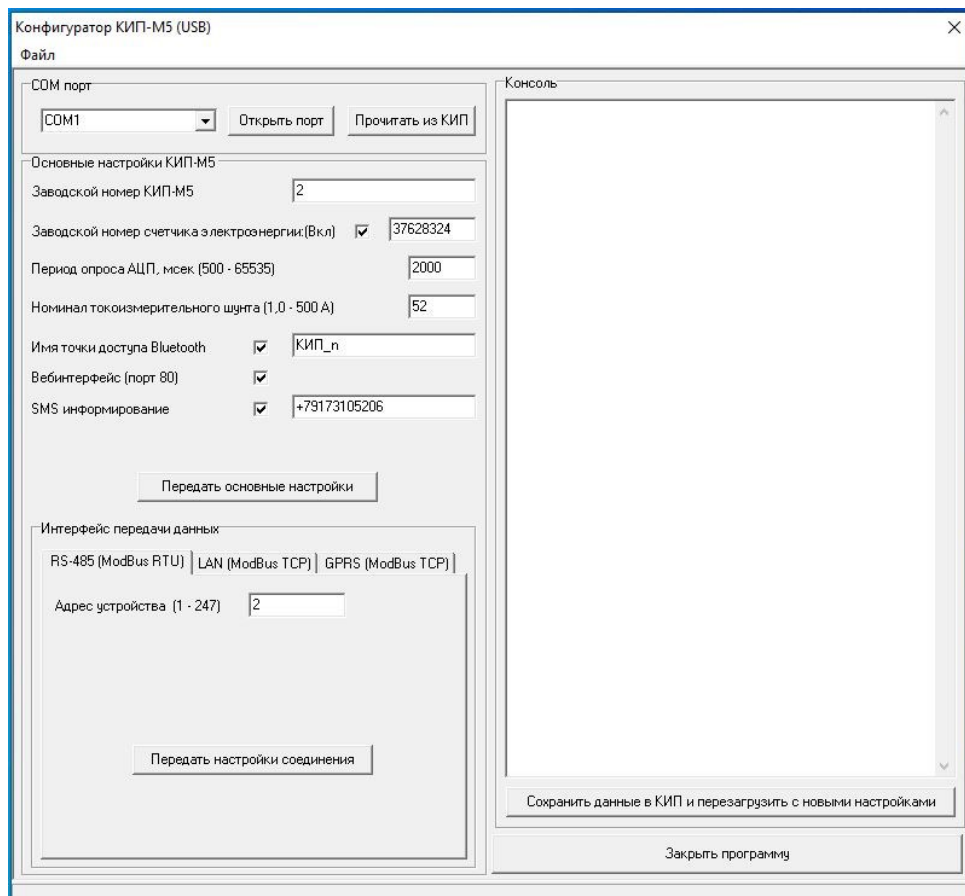 Конфигуратор КИП-М5 (USB)
Файл
COM порт
COM1
Открыть порт
Прочитать из КИП
Основные настройки КИП-М5
Заводской номер КИП-М5
2
Заводской номер счетчика электроэнергии:(Вкл)
37628324
Период опроса АЦП, мсек (500 - 65535)
2000
Номинал токоизмерительного шунта (1,0 - 500 А)
52
Имя точки доступа Bluetooth
КИП_n
Вебинтерфейс (порт 80)
SMS информирование
+79173105206
Передать основные настройки
Интерфейс передачи данных
RS-485 (ModBus RTU)
LAN (ModBus TCP)
GPRS (ModBus TCP)
Адрес устройства (1 - 247)
2
Передать настройки соединения
Консоль
Сохранить данные в КИП и перезагрузить с новыми настройками
Закрыть программу